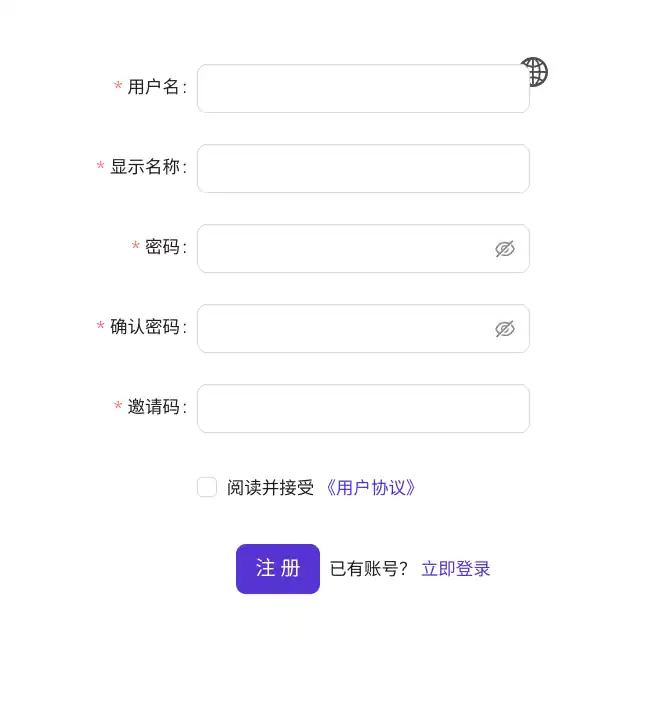 * 用户名:
* 显示名称:
* 密码:
* 确认密码:
* 邀请码:
阅读并接受 《用户协议》
注 册 已有账号? 立即登录